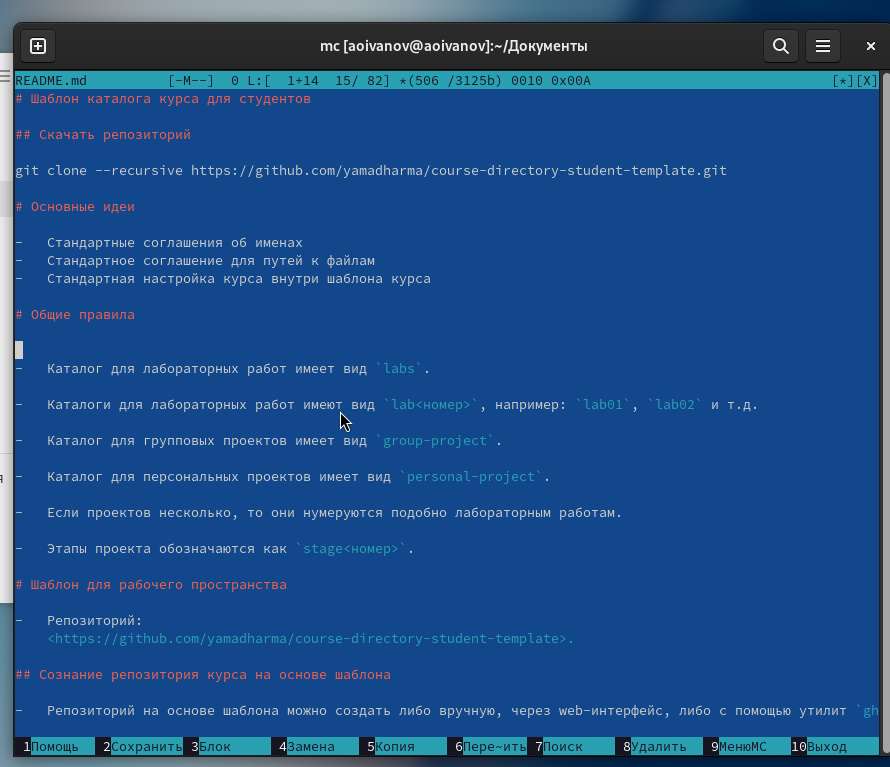 mc [aoivanov@aoivanov]:~/Документы
README.md [-M--] 0 L:[ 1+14 15/ 82] *(506 /3125b) 0010 0x00A [*][X]
# Шаблон каталога курса для студентов
## Скачать репозиторий
git clone --recursive https://github.com/yamadharma/course-directory-student-template.git
# Основные идеи
- Стандартные соглашения об именах
- Стандартное соглашение для путей к файлам
- Стандартная настройка курса внутри шаблона курса
# Общие правила
- Каталог для лабораторных работ имеет вид `labs`.
- Каталоги для лабораторных работ имеют вид `lab<номер>`, например: `lab01`, `lab02` и т.д.
- Каталог для групповых проектов имеет вид `group-project`.
- Каталог для персональных проектов имеет вид `personal-project`.
- Если проектов несколько, то они нумеруются подобно лабораторным работам.
- Этапы проекта обозначаются как `stage<номер>`.
# Шаблон для рабочего пространства
- Репозиторий:
<https://github.com/yamadharma/course-directory-student-template>.
## Сознание репозитория курса на основе шаблона
- Репозиторий на основе шаблона можно создать либо вручную, через web-интерфейс, либо с помощью утилит `gh
1Помощь 2Сохранить 3Блок 4Замена 5Копия 6Пере~ить 7Поиск 8Удалить 9МенюMC 10Выход
я